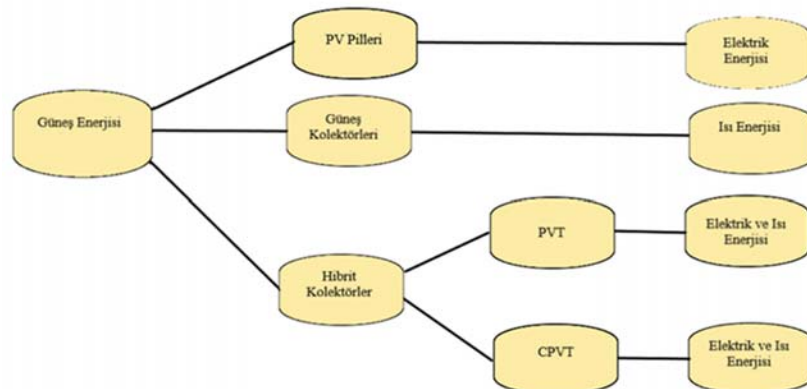 PV Pilleri
Elektrik
Enerjisi
Güneş Enerjisi
Güneş
Kolektörleri
Isı Enerjisi
PVT
Elektrik ve Isı
Enerjisi
Hibrit
Kolektörler
CPVT
Elektrik ve Isı
Enerjisi